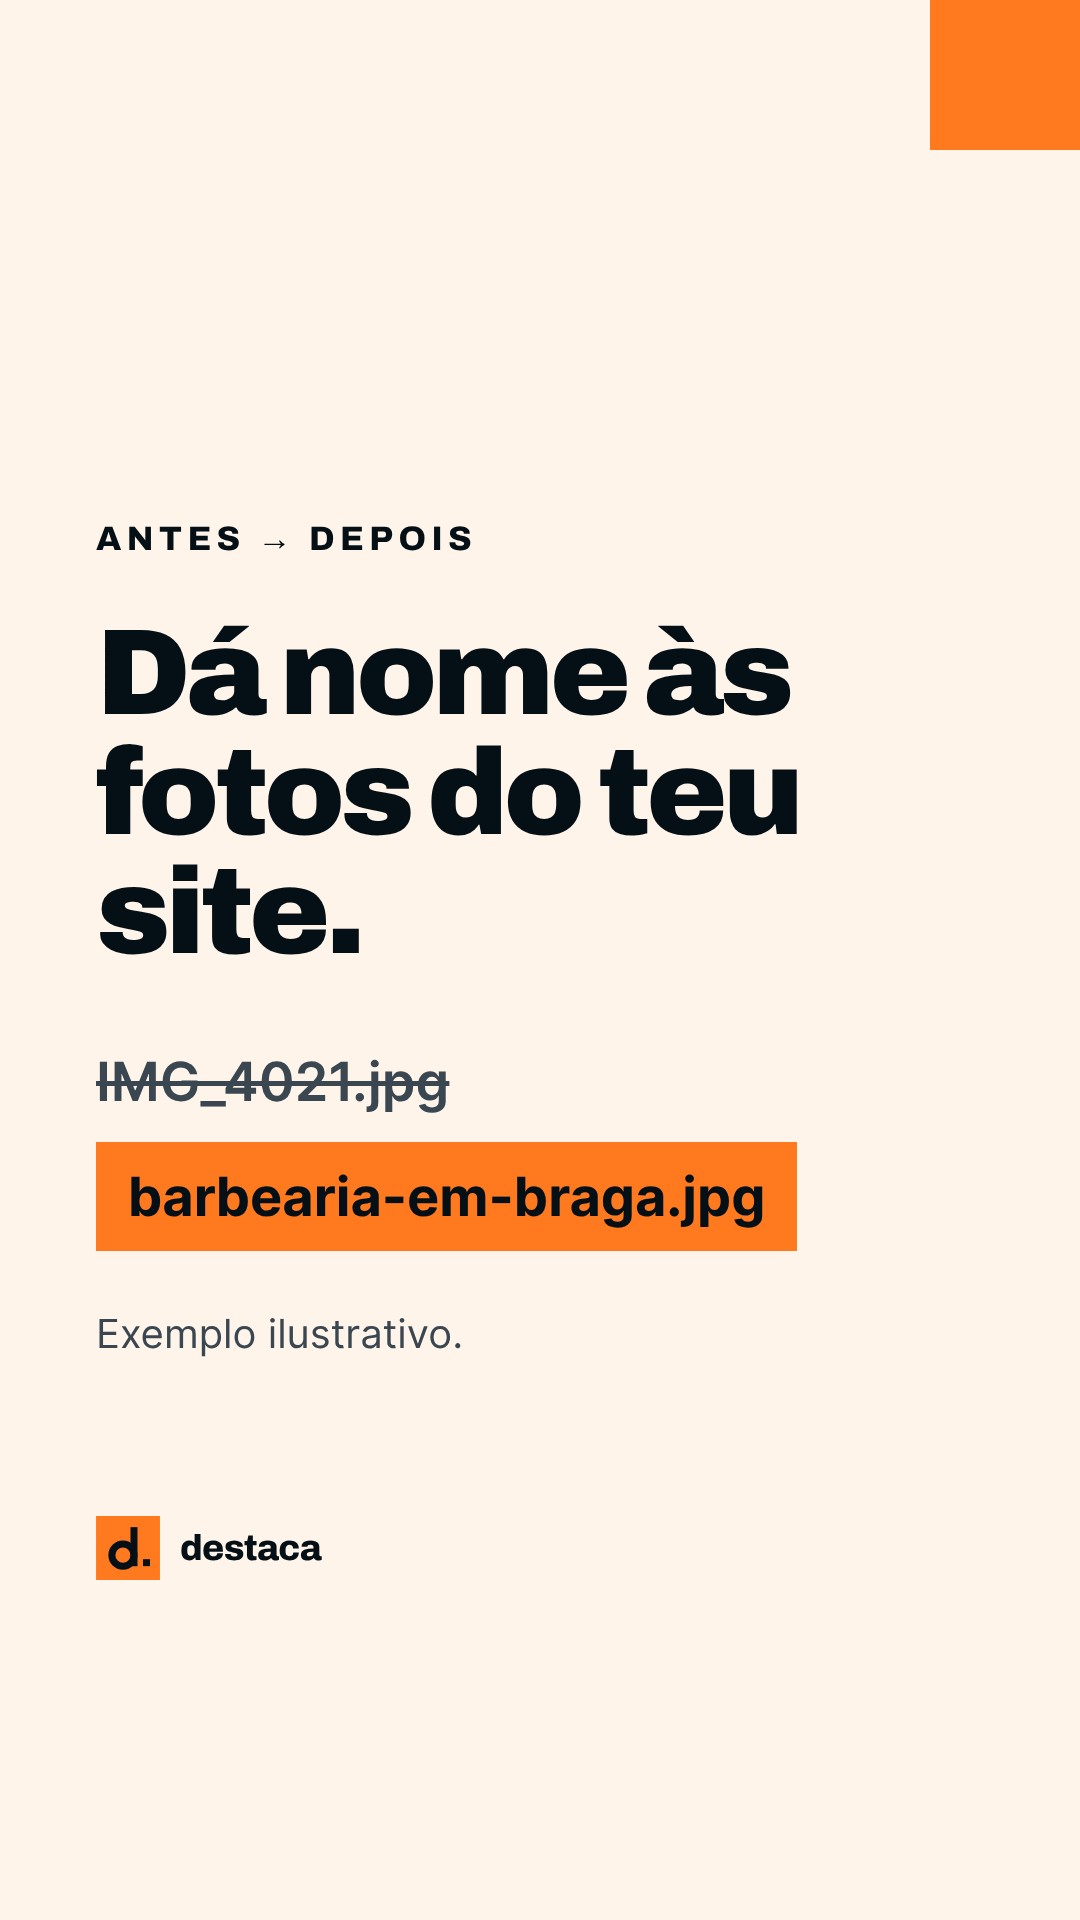 ANTES → DEPOIS
Dá nome às
fotos do teu
site.
IMG_4021.jpg
barbearia-em-braga.jpg
Exemplo ilustrativo.
d. destaca